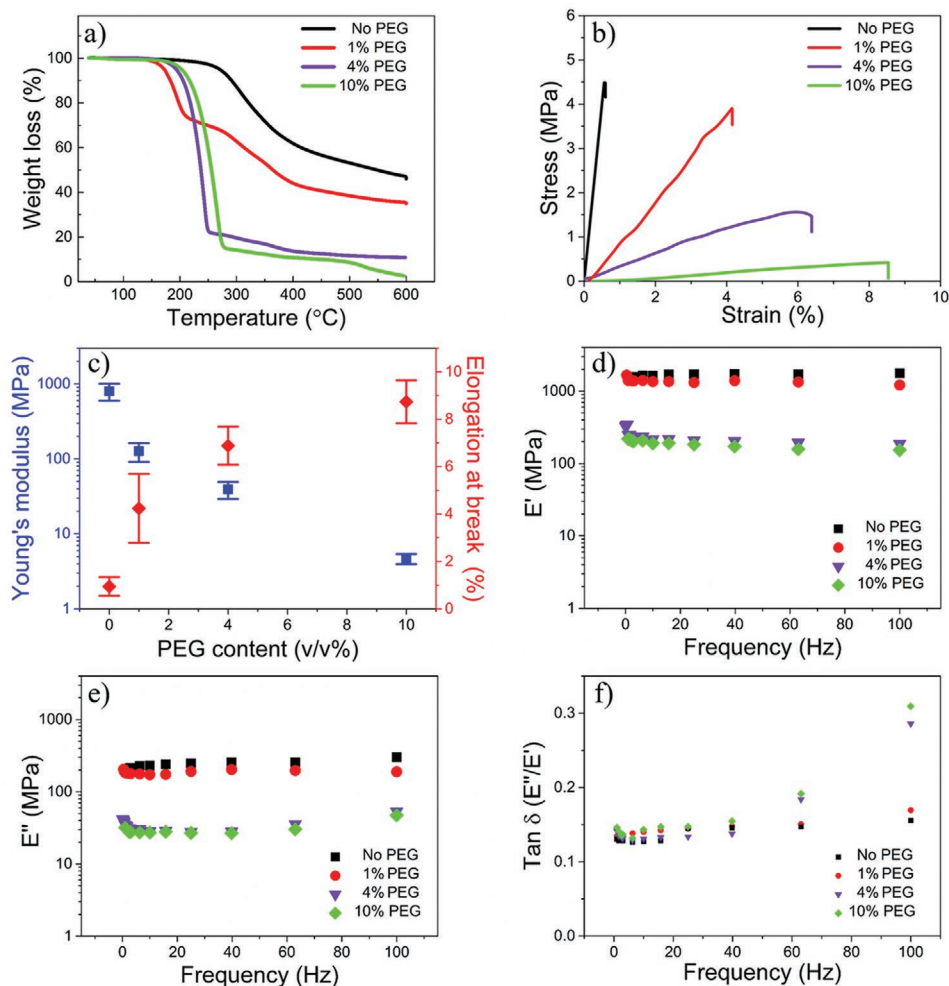 a)
No PEG
1% PEG
4% PEG
10% PEG
Weight loss (%)
100
80
60
40
20
0
100 200 300 400 500 600
Temperature (°C)
b)
No PEG
1% PEG
4% PEG
10% PEG
Stress (MPa)
6
5
4
3
2
1
0
0 2 4 6 8 10
Strain (%)
c)
Young's modulus (MPa)
1000
100
10
1
Elongation at break (%)
10
8
6
4
2
0
0 2 4 6 8 10
PEG content (v/v%)
d)
E' (MPa)
1000
100
10
1
No PEG
1% PEG
4% PEG
10% PEG
0 20 40 60 80 100
Frequency (Hz)
e)
E" (MPa)
1000
100
10
1
No PEG
1% PEG
4% PEG
10% PEG
0 20 40 60 80 100
Frequency (Hz)
f)
Tan δ (E"/E')
0.3
0.2
0.1
0.0
No PEG
1% PEG
4% PEG
10% PEG
0 20 40 60 80 100
Frequency (Hz)